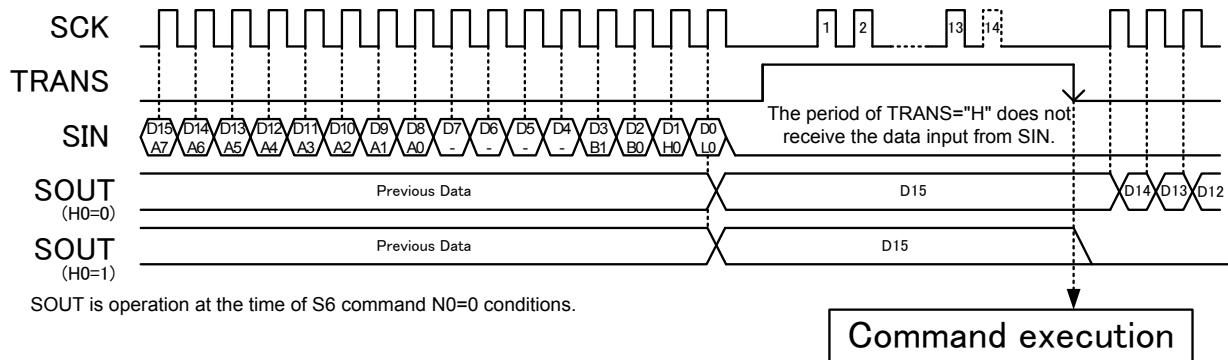 SCK
1 2 13 14
TRANS
The period of TRANS="H" does not
receive the data input from SIN.
SIN
D15 D14 D13 D12 D11 D10 D9 D8 D7 D6 D5 D4 D3 D2 D1 D0
A7 A6 A5 A4 A3 A2 A1 A0 - - - - B1 B0 H0 L0
SOUT
(H0=0)
Previous Data D15 D14 D13 D12
SOUT
(H0=1)
Previous Data D15
SOUT is operation at the time of S6 command N0=0 conditions.
Command execution